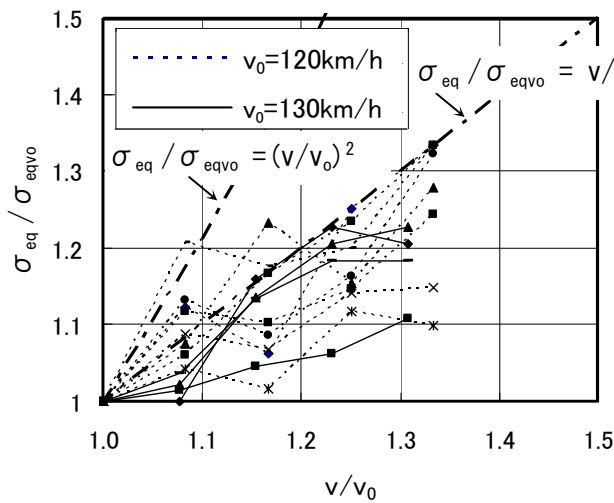 1.5
1.4
1.3
1.2
1.1
1
σeq / σeqvo
v₀=120km/h
v₀=130km/h
σeq / σeqvo = v/
σeq / σeqvo =(v/v₀)²
1.0 1.1 1.2 1.3 1.4 1.5
v/v₀